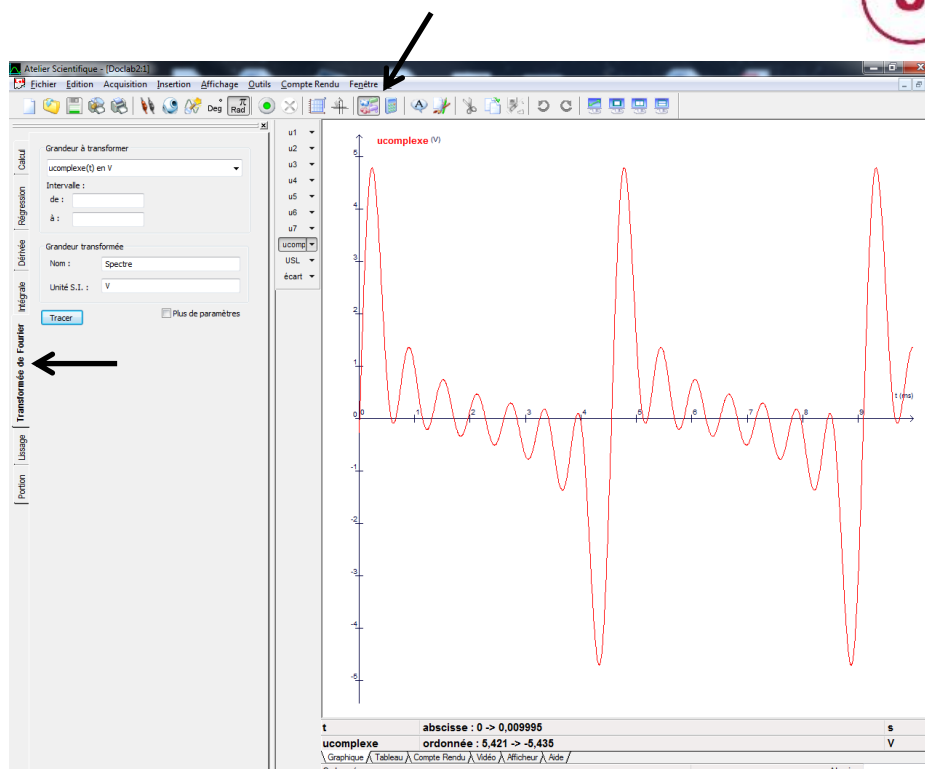 Atelier Scientifique - [Doclab2:1]
Fichier Edition Acquisition Insertion Affichage Outils Compte Rendu Fenêtre
Deg π Rad
Calcul
Régression
Dérivée
Intégrale
Transformée de Fourier
Lissage
Portion
Grandeur à transformer
ucomplexe(t) en V
Intervalle :
de :
à :
Grandeur transformée
Nom : Spectre
Unité S.I. : V
Tracer Plus de paramètres
u1
u2
u3
u4
u5
u6
u7
ucomp
USL
écart
ucomplexe (V)
5
4
3
2
1
0 0 1 2 3 4 5 6 7 8 9 t (ms)
-1
-2
-3
-4
-5
t abscisse : 0 -> 0,009995 s
ucomplexe ordonnée : 5,421 -> -5,435 V
Graphique Tableau Compte Rendu Vidéo Afficheur Aide